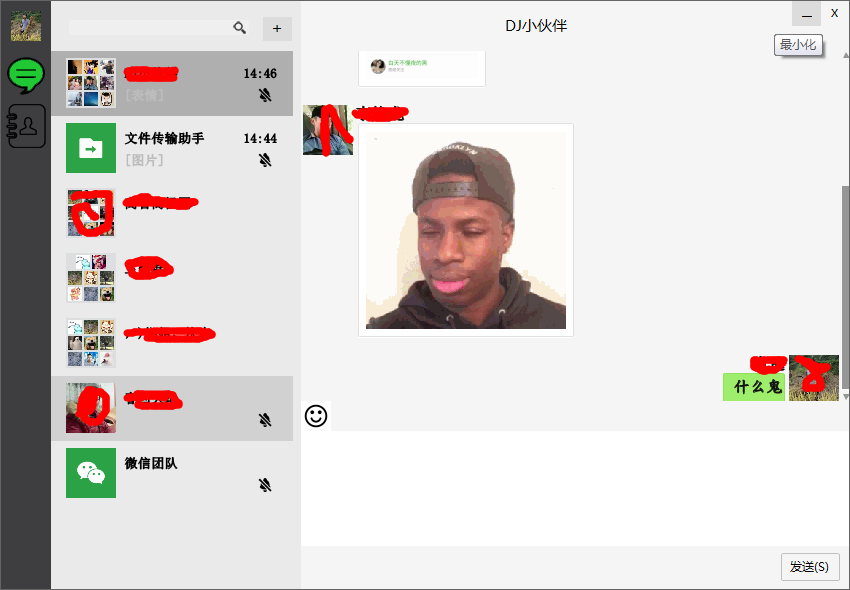 DJ小伙伴
X
最小化
+
14:46
[表情]
文件传输助手
14:44
[图片]
微信团队
白天不懂夜的黑
什么鬼
发送(S)